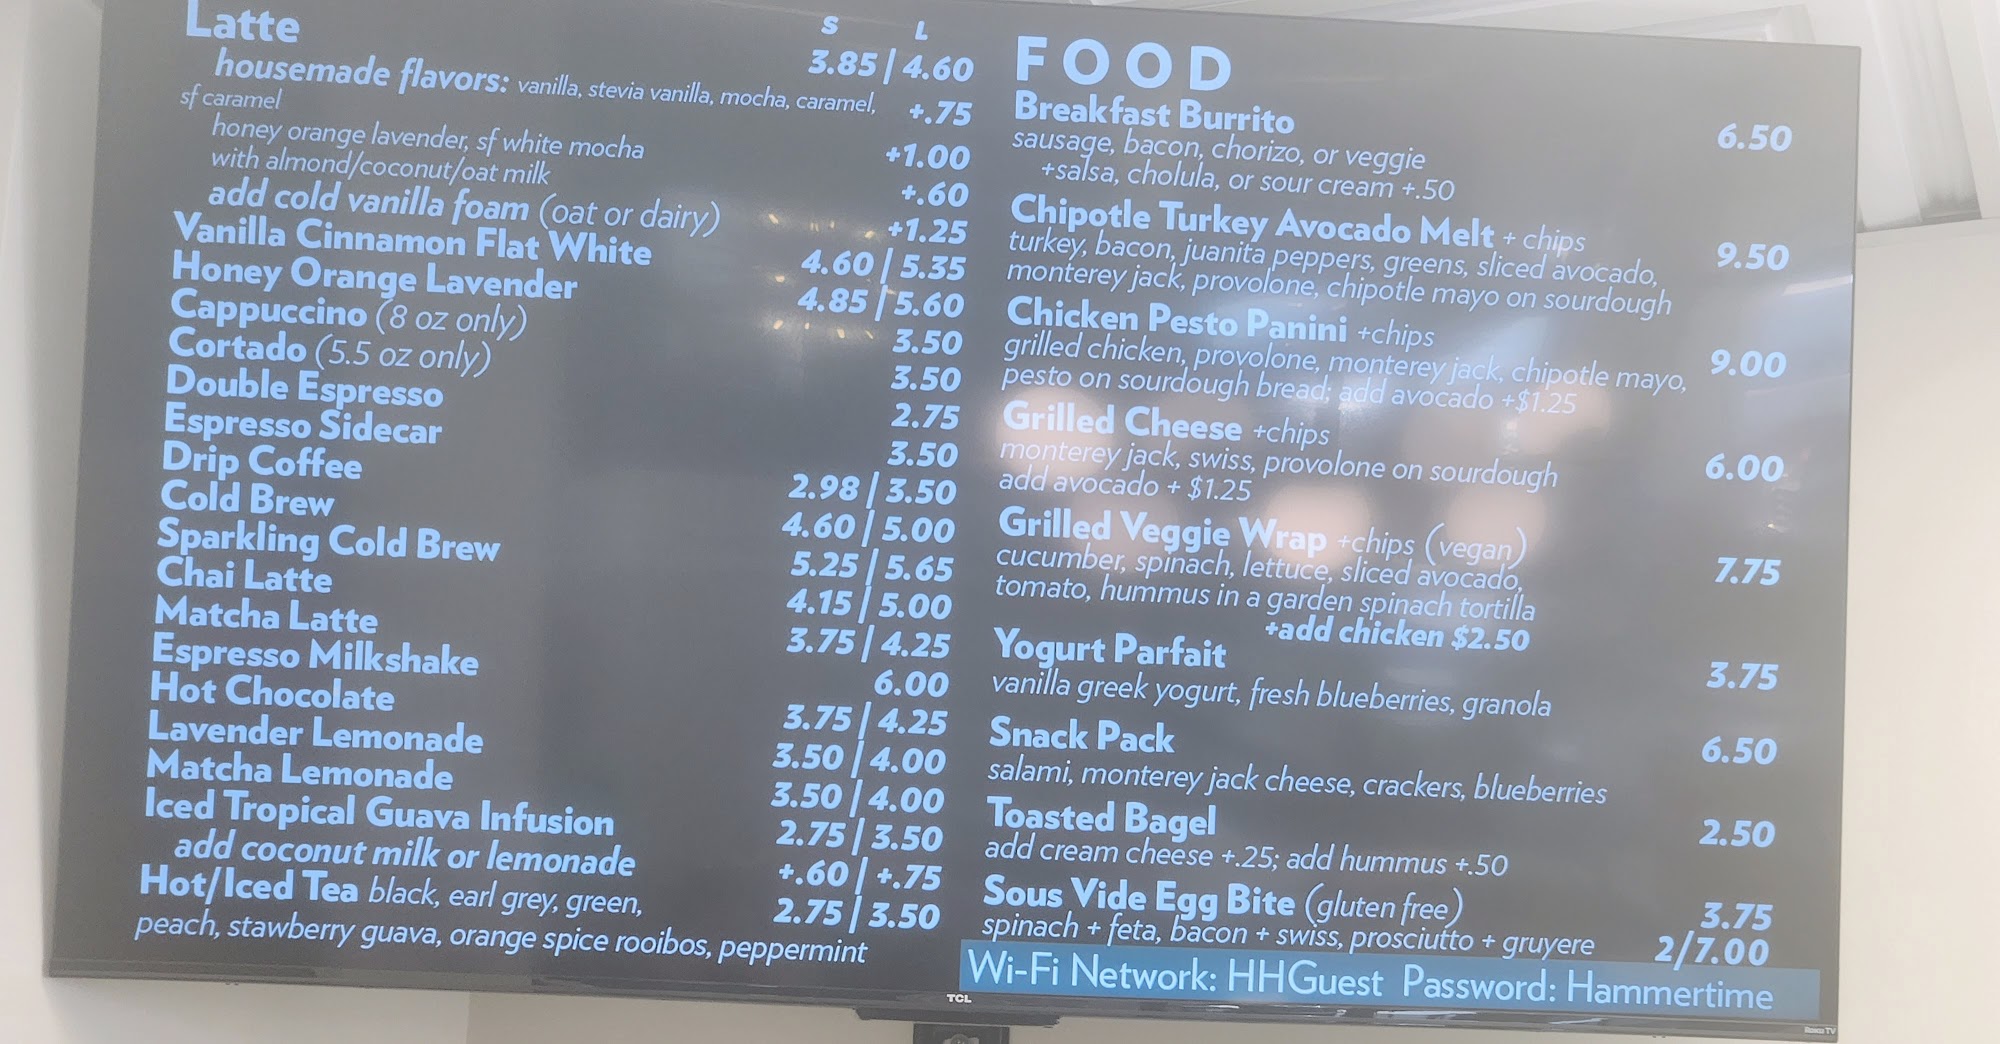 Latte S L
3.85 | 4.60
housemade flavors: vanilla, stevia vanilla, mocha, caramel, +.75
sf caramel
honey orange lavender, sf white mocha +1.00
with almond/coconut/oat milk +.60
add cold vanilla foam (oat or dairy) +1.25
Vanilla Cinnamon Flat White 4.60 | 5.35
Honey Orange Lavender 4.85 | 5.60
Cappuccino (8 oz only) 3.50
Cortado (5.5 oz only) 3.50
Double Espresso 2.75
Espresso Sidecar 3.50
Drip Coffee 2.98 | 3.50
Cold Brew 4.60 | 5.00
Sparkling Cold Brew 5.25 | 5.65
Chai Latte 4.15 | 5.00
Matcha Latte 3.75 | 4.25
Espresso Milkshake 6.00
Hot Chocolate 3.75 | 4.25
Lavender Lemonade 3.50 | 4.00
Matcha Lemonade 3.50 | 4.00
Iced Tropical Guava Infusion 2.75 | 3.50
add coconut milk or lemonade +.60 | +.75
Hot/Iced Tea black, earl grey, green, 2.75 | 3.50
peach, stawberry guava, orange spice rooibos, peppermint
FOOD
Breakfast Burrito 6.50
sausage, bacon, chorizo, or veggie
+salsa, cholula, or sour cream +.50
Chipotle Turkey Avocado Melt + chips 9.50
turkey, bacon, juanita peppers, greens, sliced avocado,
monterey jack, provolone, chipotle mayo on sourdough
Chicken Pesto Panini +chips 9.00
grilled chicken, provolone, monterey jack, chipotle mayo,
pesto on sourdough bread; add avocado +$1.25
Grilled Cheese +chips 6.00
monterey jack, swiss, provolone on sourdough
add avocado + $1.25
Grilled Veggie Wrap +chips (vegan) 7.75
cucumber, spinach, lettuce, sliced avocado,
tomato, hummus in a garden spinach tortilla
+add chicken $2.50
Yogurt Parfait 3.75
vanilla greek yogurt, fresh blueberries, granola
Snack Pack 6.50
salami, monterey jack cheese, crackers, blueberries
Toasted Bagel 2.50
add cream cheese +.25; add hummus +.50
Sous Vide Egg Bite (gluten free) 3.75
spinach + feta, bacon + swiss, prosciutto + gruyere 2/7.00
Wi-Fi Network: HHGuest Password: Hammertime
TCL
Roku TV